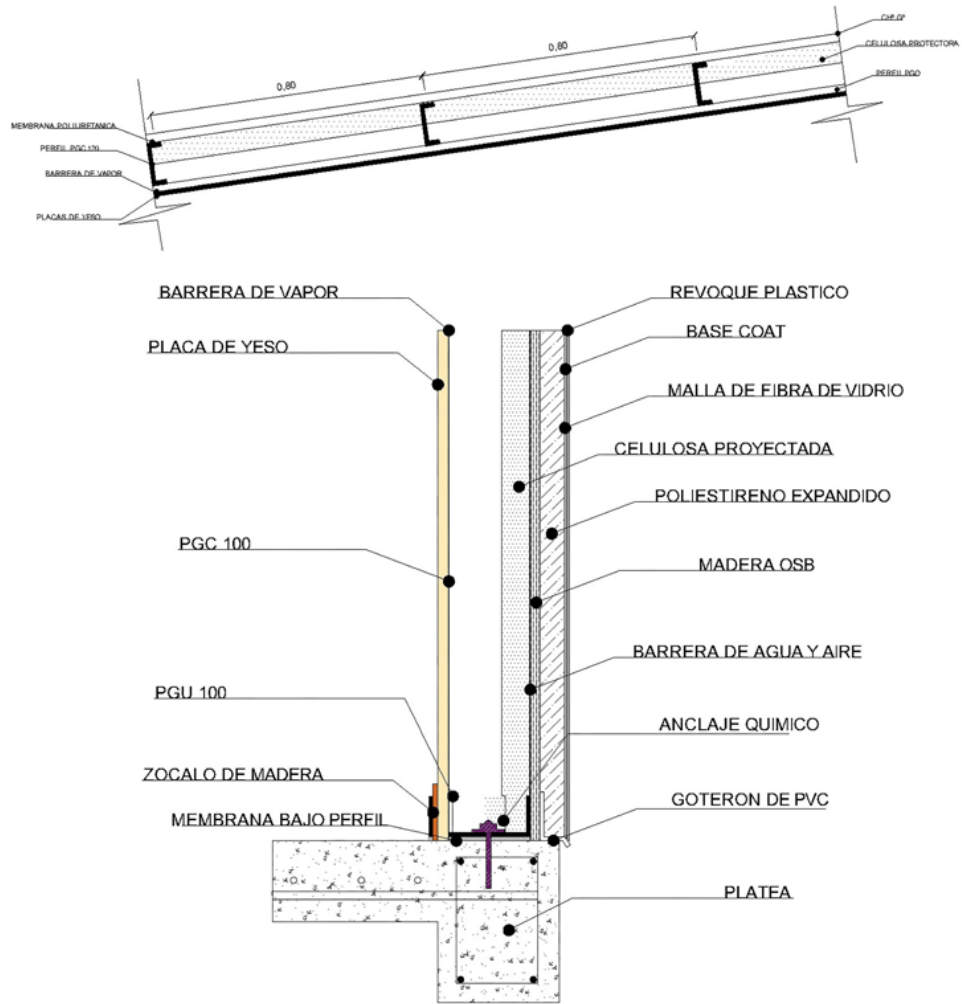 CHª Gº
CELULOSA PROTECTORA
0,80
0,80
PERFIL PGO
MEMBRANA POLIURETANICA
PERFIL PGC 120
BARRERA DE VAPOR
PLACAS DE YESO
BARRERA DE VAPOR
REVOQUE PLASTICO
BASE COAT
PLACA DE YESO
MALLA DE FIBRA DE VIDRIO
CELULOSA PROYECTADA
POLIESTIRENO EXPANDIDO
PGC 100
MADERA OSB
BARRERA DE AGUA Y AIRE
PGU 100
ANCLAJE QUIMICO
ZOCALO DE MADERA
GOTERON DE PVC
MEMBRANA BAJO PERFIL
PLATEA